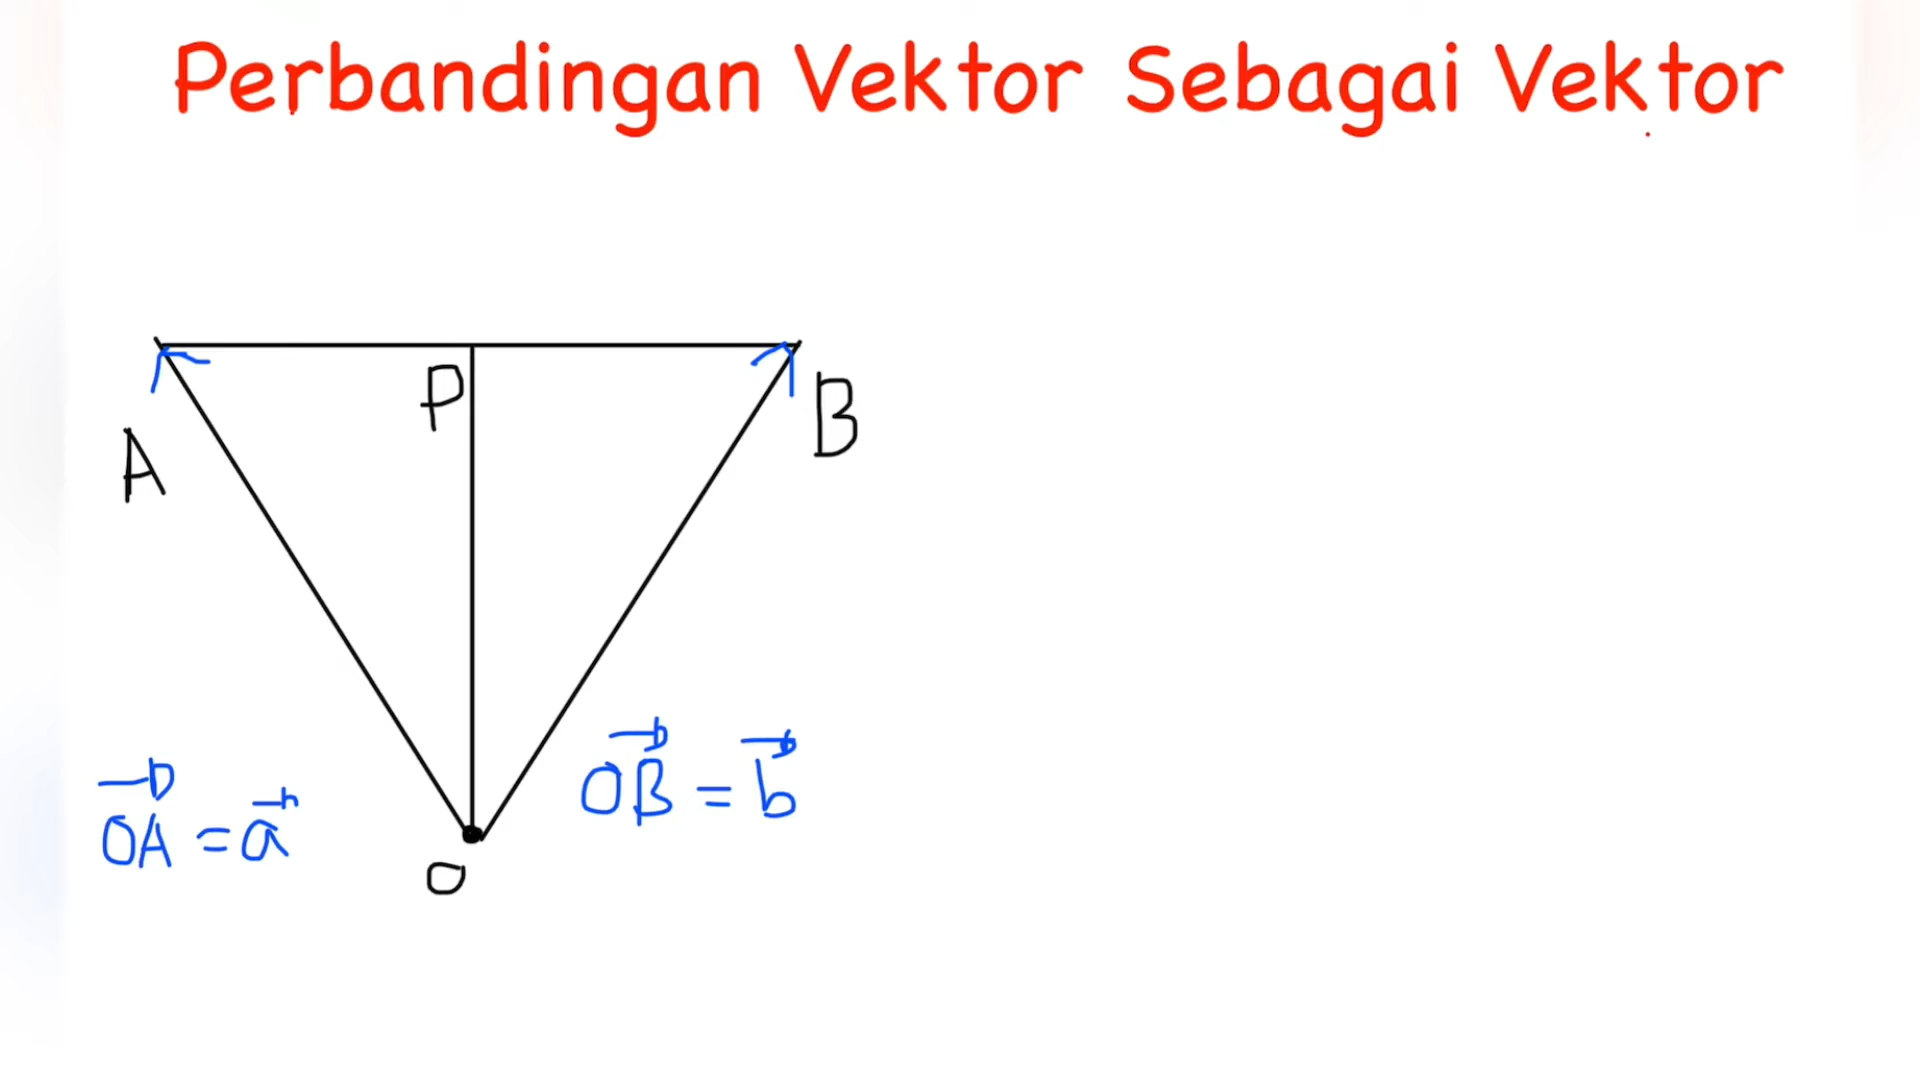 Perbandingan Vektor Sebagai Vektor
P
B
A
OB = b
OA = a
O